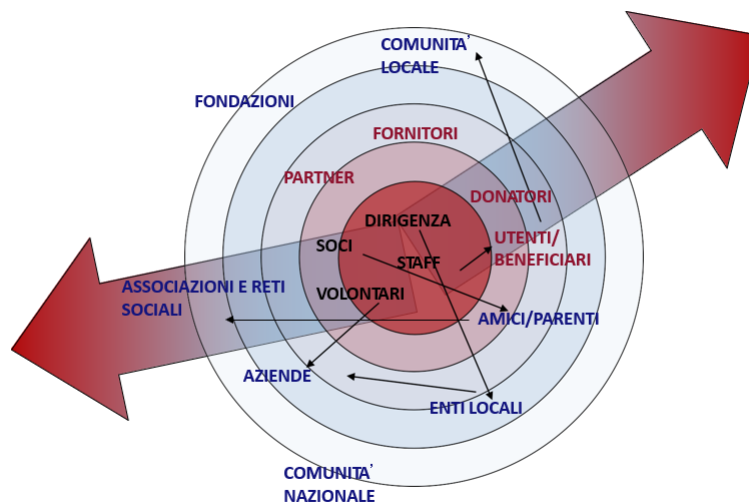 COMUNITA'
LOCALE
FONDAZIONI
FORNITORI
PARTNER
DONATORI
DIRIGENZA
UTENTI/
BENEFICIARI
SOCI
STAFF
ASSOCIAZIONI E RETI
SOCIALI
VOLONTARI
AMICI/PARENTI
AZIENDE
ENTI LOCALI
COMUNITA'
NAZIONALE